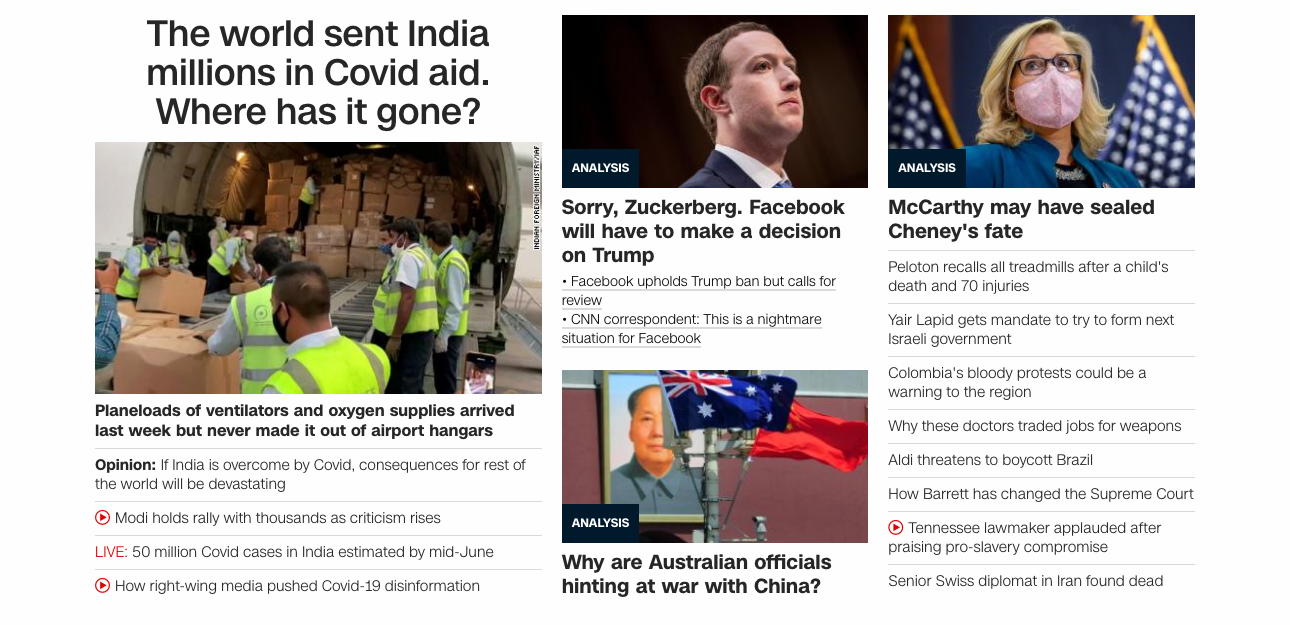 The world sent India
millions in Covid aid.
Where has it gone?
INDIAN FOREIGN MINISTRY/IAF
Planeloads of ventilators and oxygen supplies arrived
last week but never made it out of airport hangars
Opinion: If India is overcome by Covid, consequences for rest of
the world will be devastating
Modi holds rally with thousands as criticism rises
LIVE: 50 million Covid cases in India estimated by mid-June
How right-wing media pushed Covid-19 disinformation
ANALYSIS
Sorry, Zuckerberg. Facebook
will have to make a decision
on Trump
• Facebook upholds Trump ban but calls for
review
• CNN correspondent: This is a nightmare
situation for Facebook
ANALYSIS
Why are Australian officials
hinting at war with China?
ANALYSIS
McCarthy may have sealed
Cheney's fate
Peloton recalls all treadmills after a child's
death and 70 injuries
Yair Lapid gets mandate to try to form next
Israeli government
Colombia's bloody protests could be a
warning to the region
Why these doctors traded jobs for weapons
Aldi threatens to boycott Brazil
How Barrett has changed the Supreme Court
Tennessee lawmaker applauded after
praising pro-slavery compromise
Senior Swiss diplomat in Iran found dead